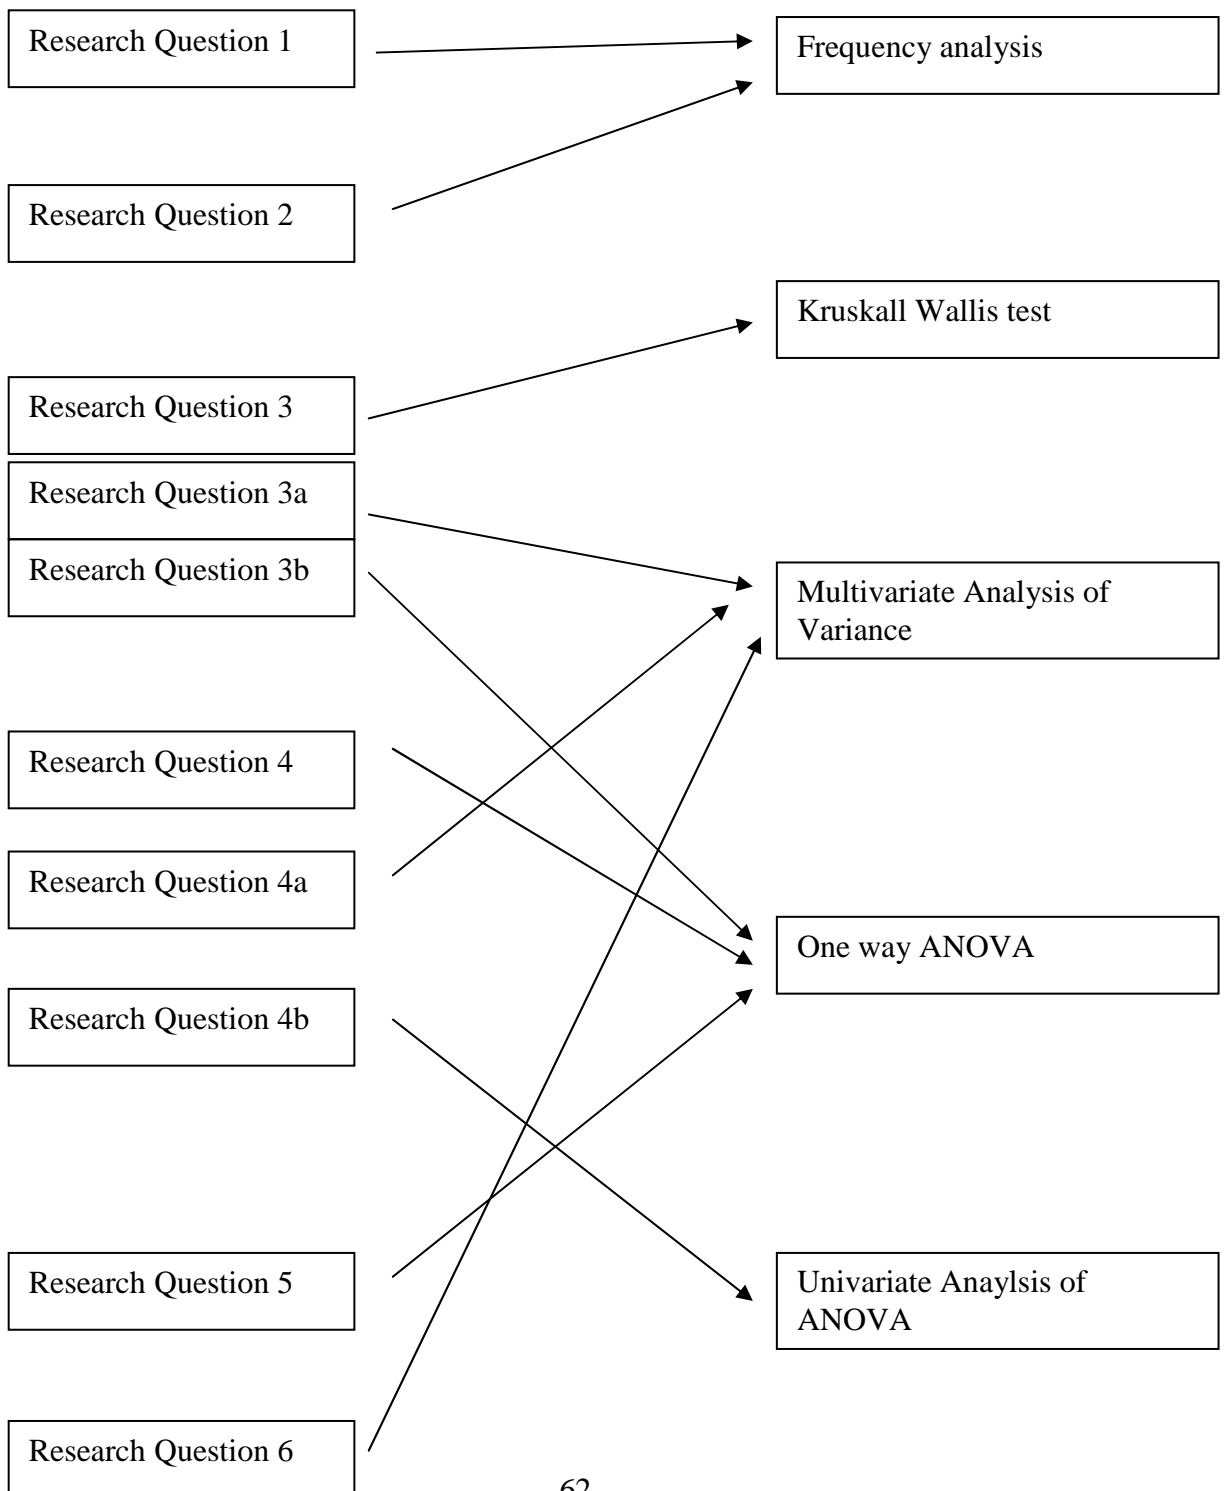 Research Question 1
Frequency analysis
Research Question 2
Kruskall Wallis test
Research Question 3
Research Question 3a
Research Question 3b
Multivariate Analysis of
Variance
Research Question 4
Research Question 4a
One way ANOVA
Research Question 4b
Research Question 5
Univariate Anaylsis of
ANOVA
Research Question 6
62